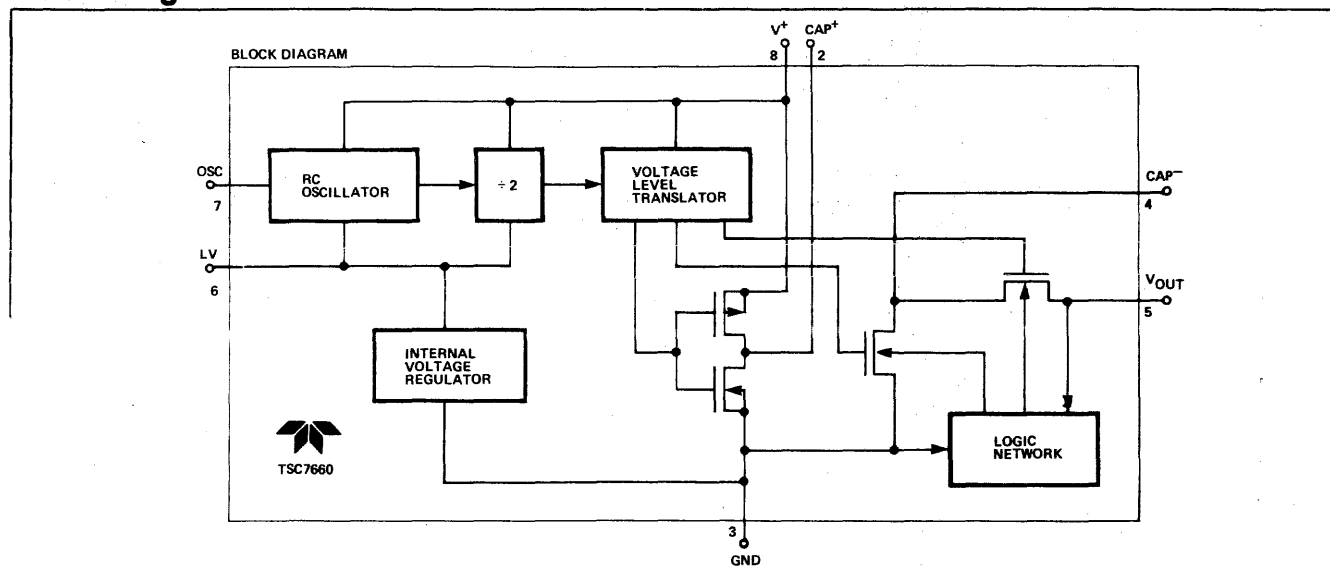 V+ CAP+
8 2
BLOCK DIAGRAM
OSC
7
RC
OSCILLATOR
÷2
VOLTAGE
LEVEL
TRANSLATOR
CAP−
4
LV
6
VOUT
5
INTERNAL
VOLTAGE
REGULATOR
LOGIC
NETWORK
TSC7660
3
GND